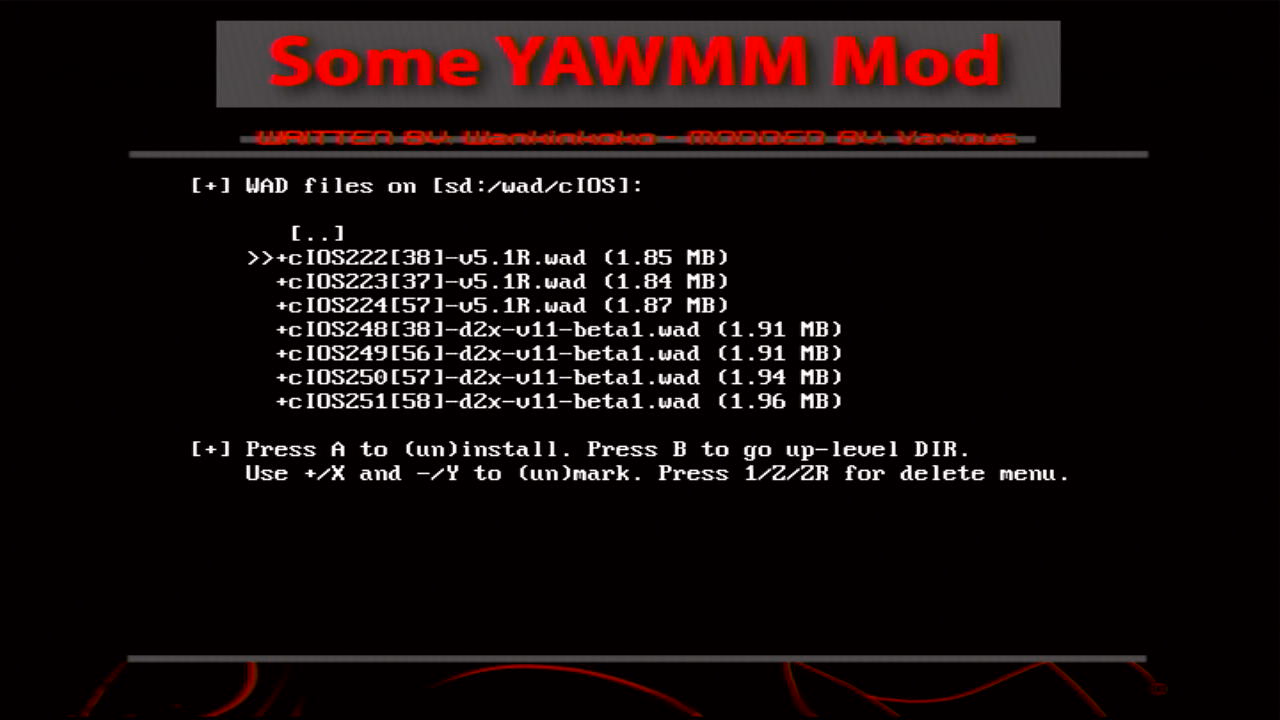 Some YAWMM Mod
WRITTEN BY: Wankinkoko - MODDED BY: Various
[+] WAD files on [sd:/wad/cIOS]:
[..]
>>+cIOS222[38]-v5.1R.wad (1.85 MB)
+cIOS223[37]-v5.1R.wad (1.84 MB)
+cIOS224[57]-v5.1R.wad (1.87 MB)
+cIOS248[38]-d2x-v11-beta1.wad (1.91 MB)
+cIOS249[56]-d2x-v11-beta1.wad (1.91 MB)
+cIOS250[57]-d2x-v11-beta1.wad (1.94 MB)
+cIOS251[58]-d2x-v11-beta1.wad (1.96 MB)
[+] Press A to (un)install. Press B to go up-level DIR.
Use +/X and -/Y to (un)mark. Press 1/Z/ZR for delete menu.